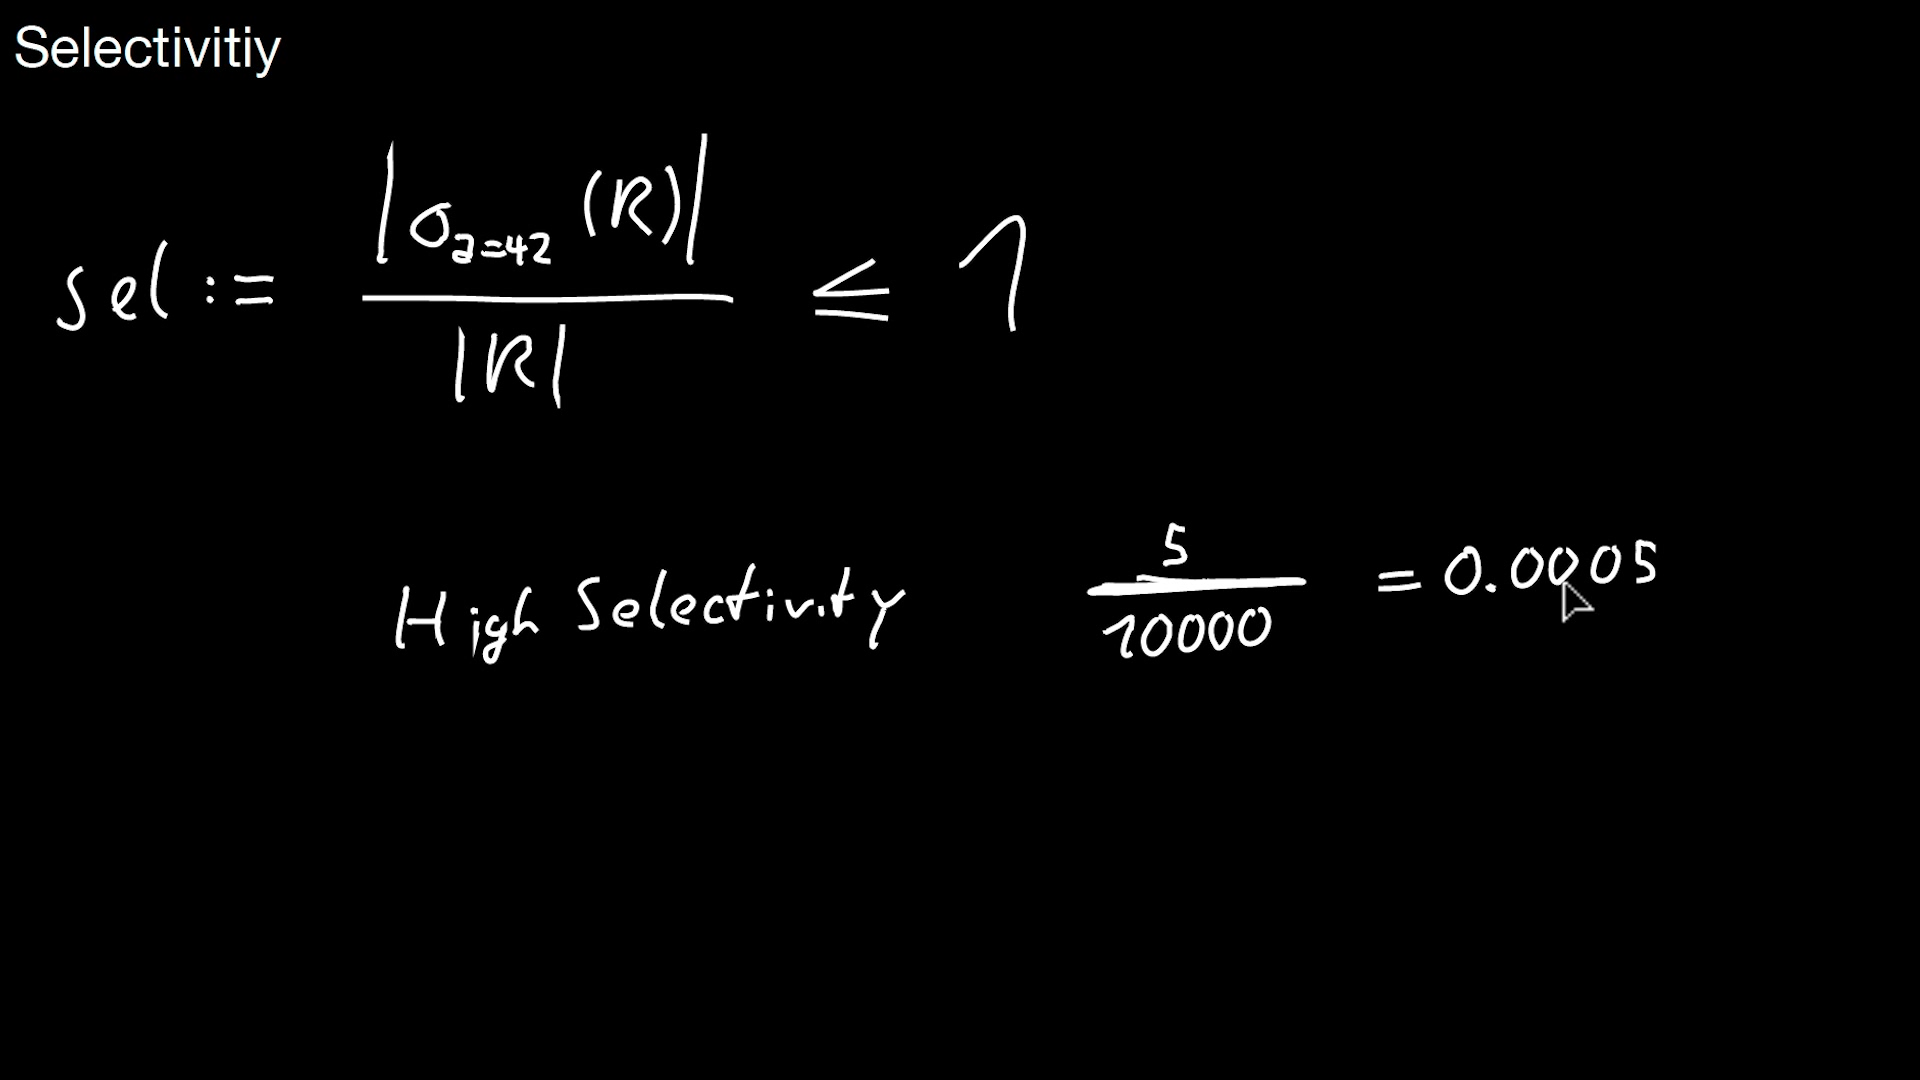 Selectivitiy
sel := |σa=42 (R)| / |R| ≤ 1
High Selectivity 5 / 10000 = 0.0005